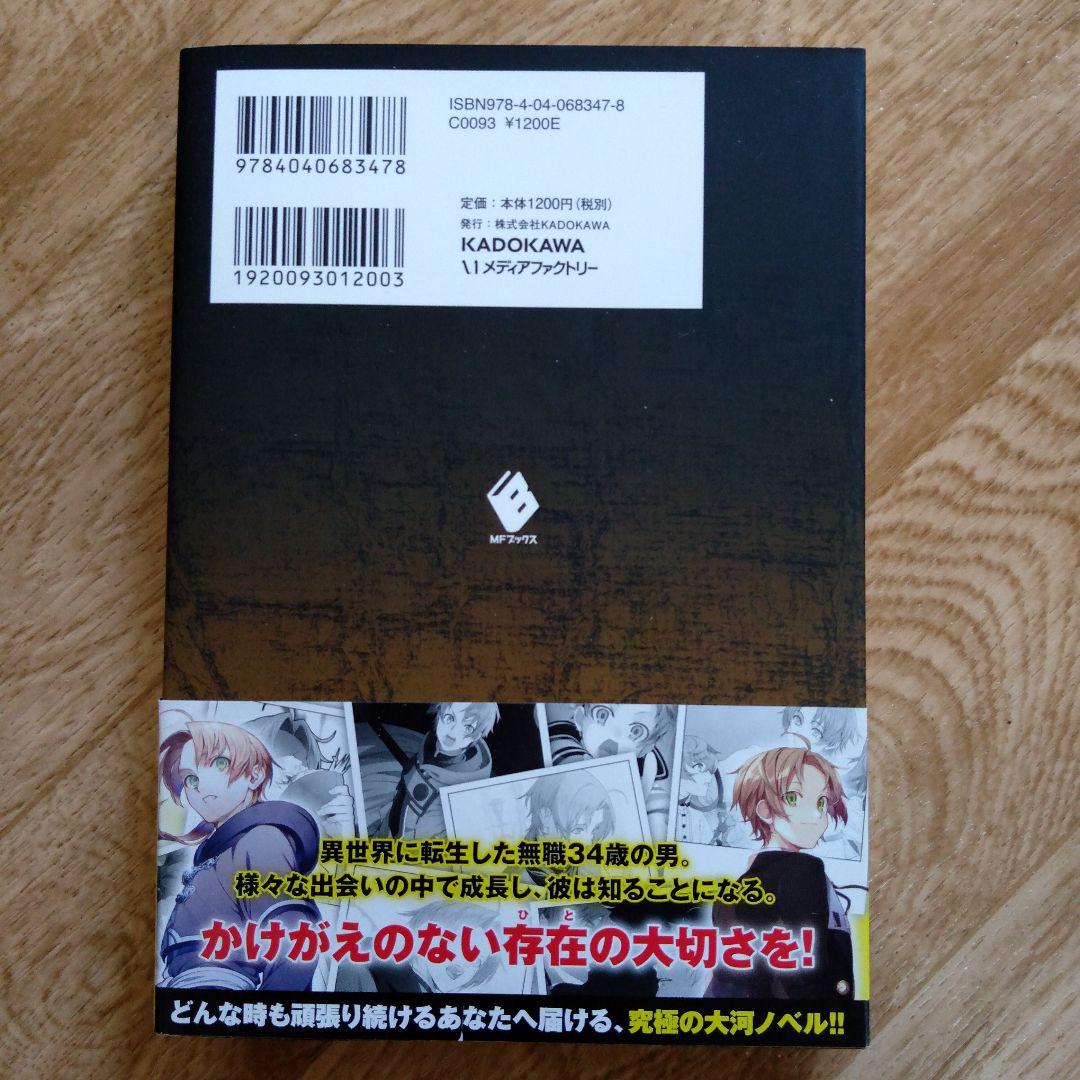 ISBN978-4-04-068347-8
C0093 ¥1200E
9784040683478
定価：本体1200円（税別）
発行：株式会社KADOKAWA
KADOKAWA
メディアファクトリー
1920093012003
MFブックス
異世界に転生した無職34歳の男。
様々な出会いの中で成長し、彼は知ることになる。
ひと
かけがえのない存在の大切さを！
どんな時も頑張り続けるあなたへ届ける、究極の大河ノベル!!